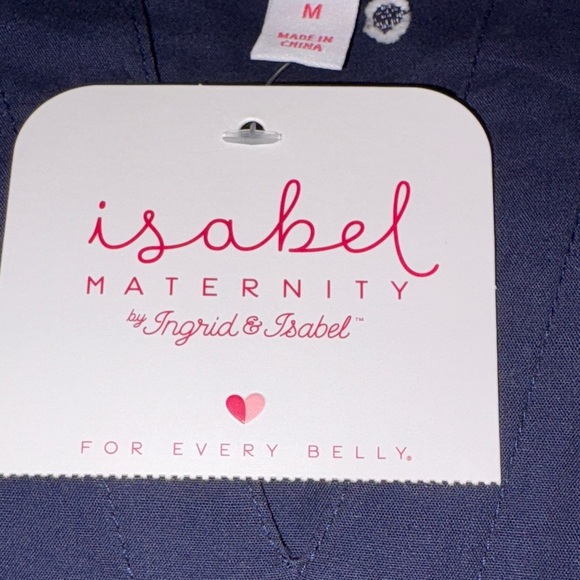 M
MADE IN
CHINA
isabel
MATERNITY
by Ingrid & Isabel™
FOR EVERY BELLY®